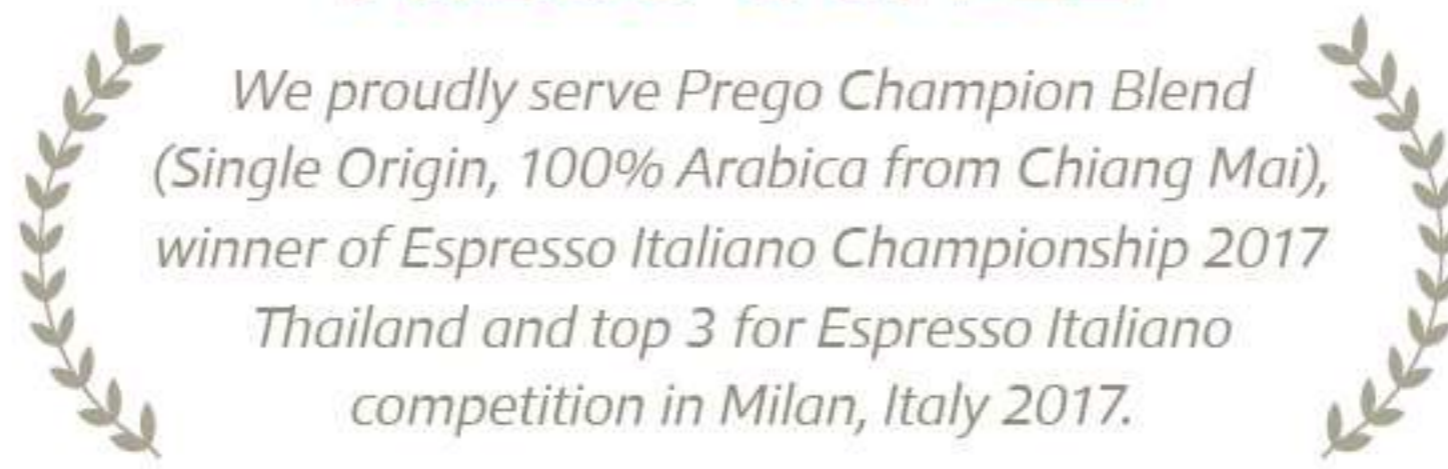 We proudly serve Prego Champion Blend
(Single Origin, 100% Arabica from Chiang Mai),
winner of Espresso Italiano Championship 2017
Thailand and top 3 for Espresso Italiano
competition in Milan, Italy 2017.